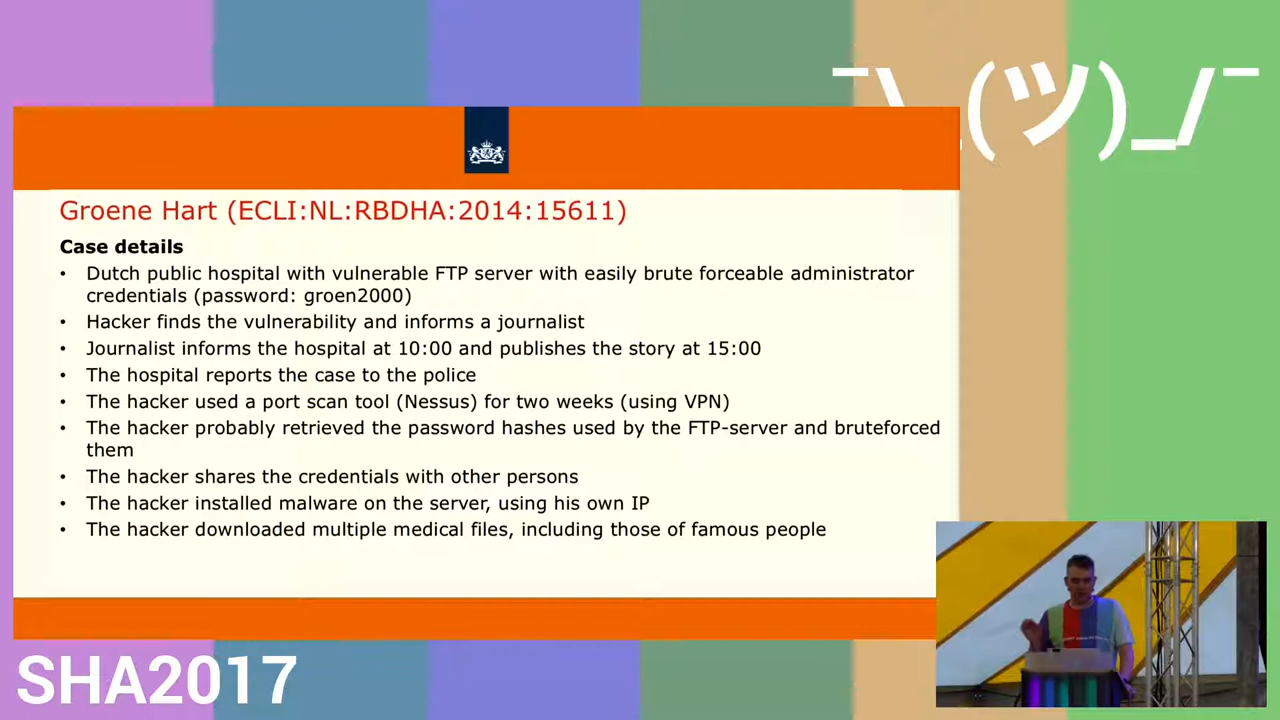 ¯\_(ツ)_/¯
Groene Hart (ECLI:NL:RBDHA:2014:15611)
Case details
• Dutch public hospital with vulnerable FTP server with easily brute forceable administrator
credentials (password: groen2000)
• Hacker finds the vulnerability and informs a journalist
• Journalist informs the hospital at 10:00 and publishes the story at 15:00
• The hospital reports the case to the police
• The hacker used a port scan tool (Nessus) for two weeks (using VPN)
• The hacker probably retrieved the password hashes used by the FTP-server and bruteforced
them
• The hacker shares the credentials with other persons
• The hacker installed malware on the server, using his own IP
• The hacker downloaded multiple medical files, including those of famous people
SHA2017